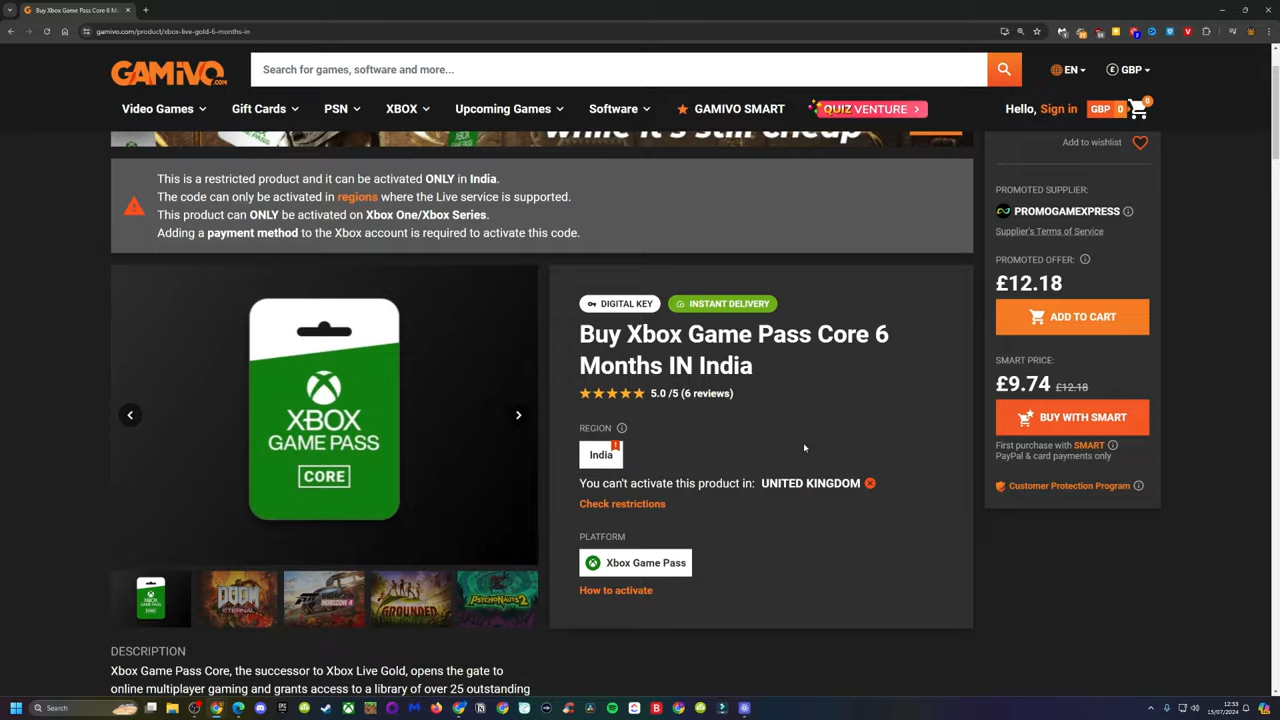 Buy Xbox Game Pass Core 6 M
gamivo.com/product/xbox-live-gold-6-months-in
GAMIVO.COM
Search for games, software and more...
EN
£ GBP
Video Games
Gift Cards
PSN
XBOX
Upcoming Games
Software
GAMIVO SMART
QUIZ VENTURE
Hello, Sign in
GBP 0
0
while it's still cheap
Add to wishlist
This is a restricted product and it can be activated ONLY in India.
The code can only be activated in regions where the Live service is supported.
This product can ONLY be activated on Xbox One/Xbox Series.
Adding a payment method to the Xbox account is required to activate this code.
PROMOTED SUPPLIER:
PROMOGAMEXPRESS
Supplier's Terms of Service
PROMOTED OFFER:
£12.18
ADD TO CART
SMART PRICE:
£9.74 £12.18
BUY WITH SMART
First purchase with SMART
PayPal & card payments only
Customer Protection Program
XBOX
GAME PASS
CORE
DIGITAL KEY
INSTANT DELIVERY
Buy Xbox Game Pass Core 6
Months IN India
5.0 /5 (6 reviews)
REGION
India
You can't activate this product in: UNITED KINGDOM
Check restrictions
PLATFORM
Xbox Game Pass
How to activate
XBOX
GAME PASS
DOOM
ETERNAL
HORIZON 4
GROUNDED
PSYCHONAUTS 2
DESCRIPTION
Xbox Game Pass Core, the successor to Xbox Live Gold, opens the gate to
online multiplayer gaming and grants access to a library of over 25 outstanding
Search
12:53
15/07/2024